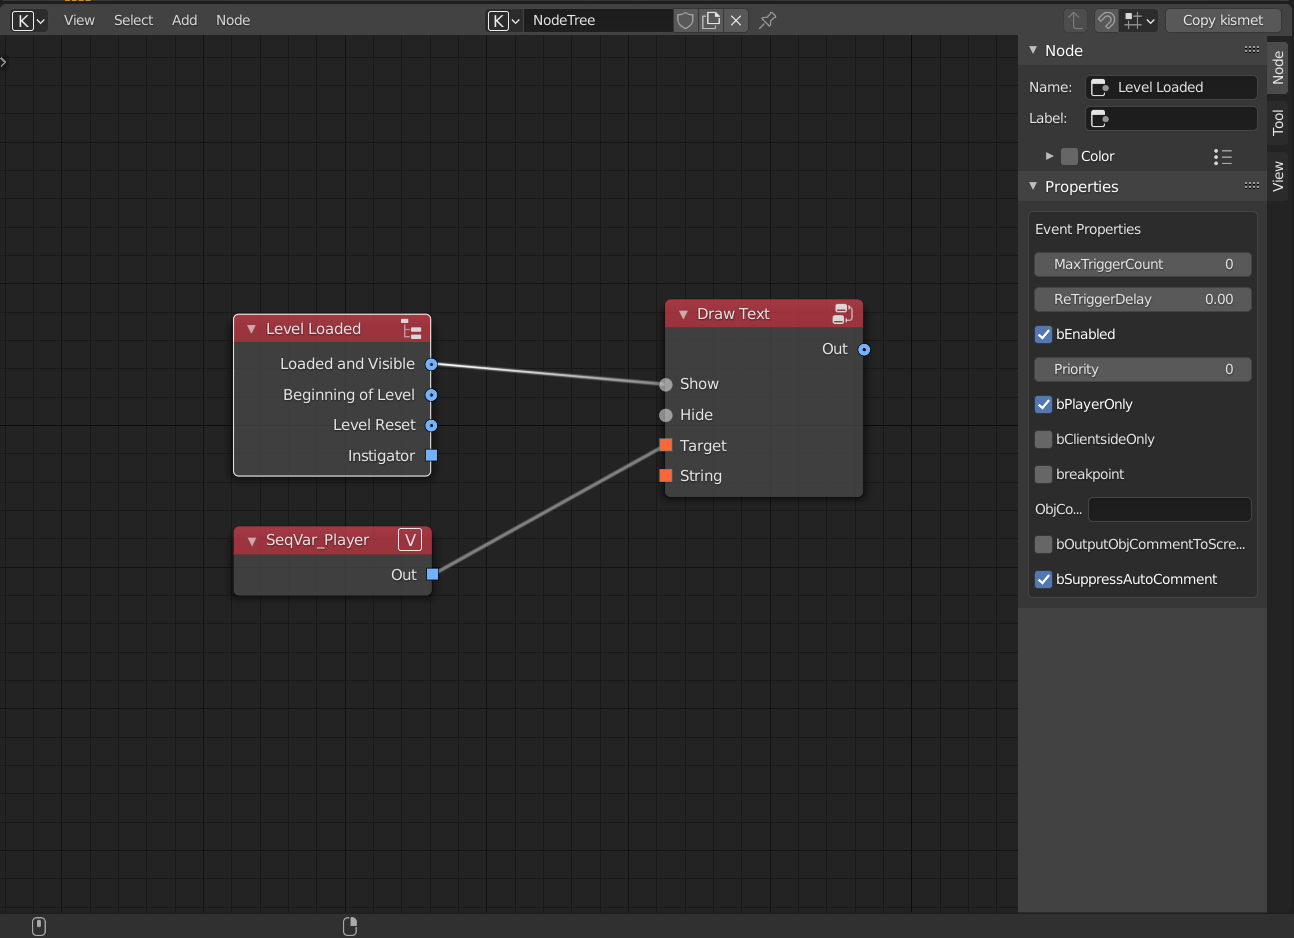 K View Select Add Node K NodeTree Copy kismet
Node
Name: Level Loaded
Label:
Color
Properties
Event Properties
MaxTriggerCount 0
ReTriggerDelay 0.00
bEnabled
Priority 0
bPlayerOnly
bClientsideOnly
breakpoint
ObjCo...
bOutputObjCommentToScre...
bSuppressAutoComment
Node
Tool
View
Level Loaded
Loaded and Visible
Beginning of Level
Level Reset
Instigator
SeqVar_Player V
Out
Draw Text
Out
Show
Hide
Target
String